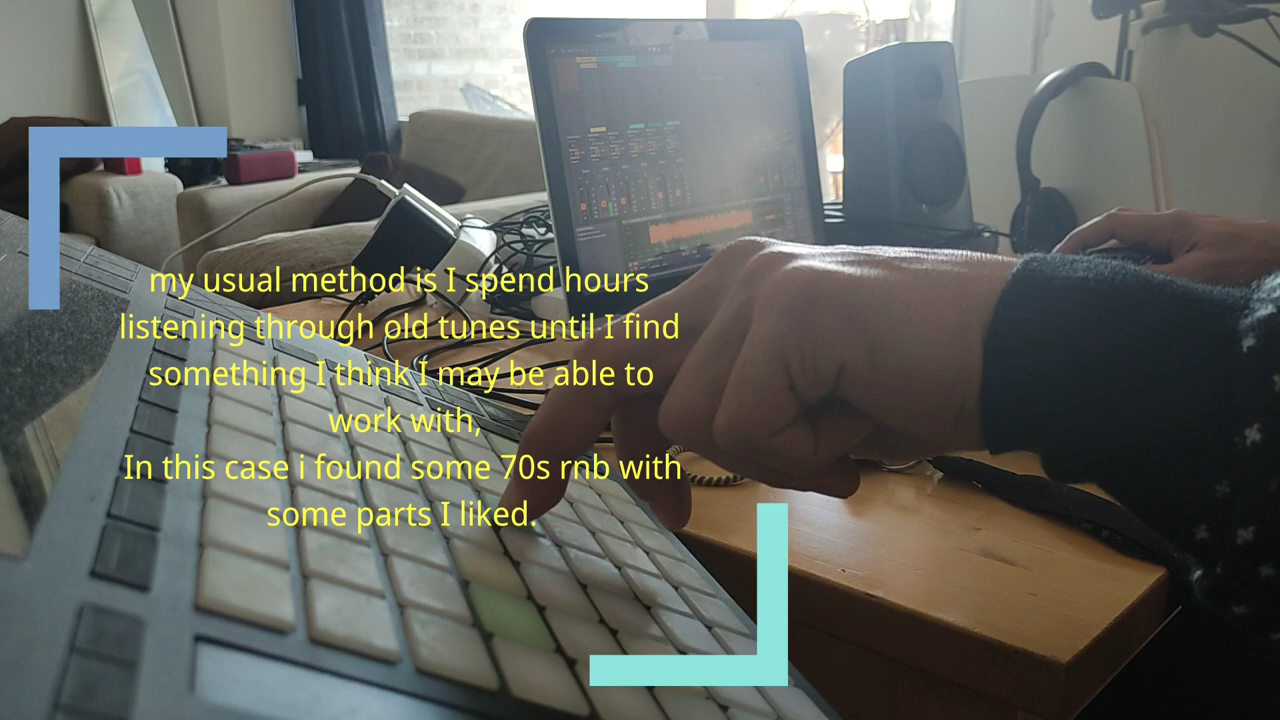 my usual method is I spend hours
listening through old tunes until I find
something I think I may be able to
work with,
In this case i found some 70s rnb with
some parts I liked.